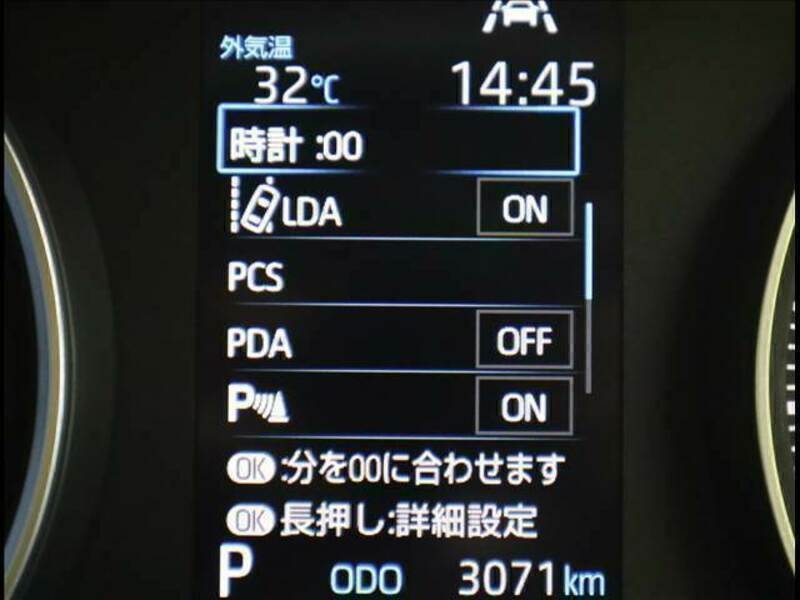 外気温
32℃ 14:45
時計 :00
LDA ON
PCS
PDA OFF
P ON
OK :分を00に合わせます
OK 長押し:詳細設定
P ODO 3071 km